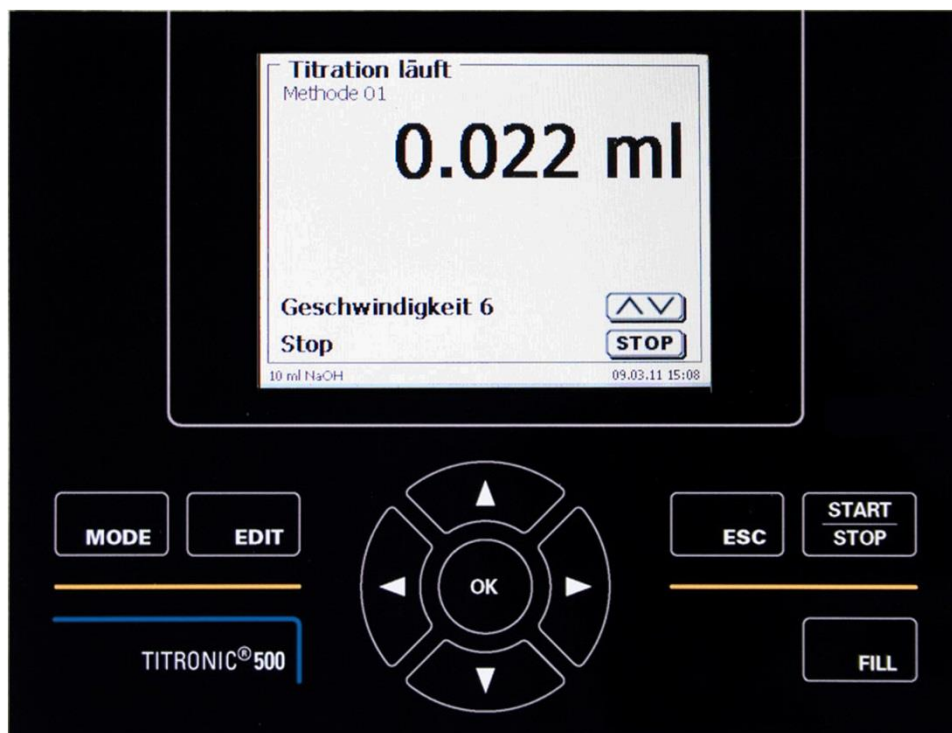 Titration läuft
Methode 01
0.022 ml
Geschwindigkeit 6
Stop STOP
10 ml NaOH 09.03.11 15:08
MODE EDIT ESC START
STOP
OK
TITRONIC®500 FILL